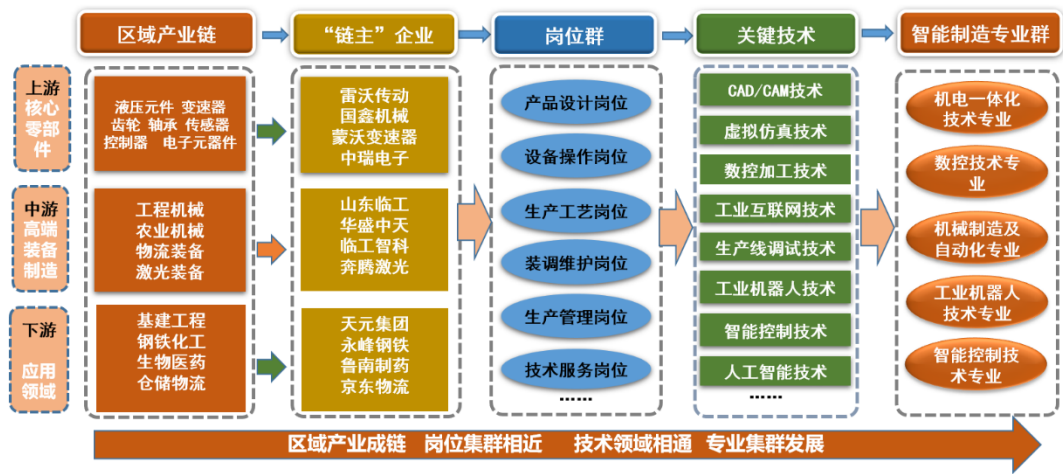 区域产业链
“链主”企业
岗位群
关键技术
智能制造专业群
上游
核心
零部
件
液压元件 变速器
齿轮 轴承 传感器
控制器 电子元器件
雷沃传动
国鑫机械
蒙沃变速器
中瑞电子
中游
高端
装备
制造
工程机械
农业机械
物流装备
激光装备
山东临工
华盛中天
临工智科
奔腾激光
下游
应用
领域
基建工程
钢铁化工
生物医药
仓储物流
天元集团
永峰钢铁
鲁南制药
京东物流
产品设计岗位
设备操作岗位
生产工艺岗位
装调维护岗位
生产管理岗位
技术服务岗位
……
CAD/CAM技术
虚拟仿真技术
数控加工技术
工业互联网技术
生产线调试技术
工业机器人技术
智能控制技术
人工智能技术
……
机电一体化
技术专业
数控技术专
业
机械制造及
自动化专业
工业机器人
技术专业
智能控制技
术专业
区域产业成链 岗位集群相近 技术领域相通 专业集群发展